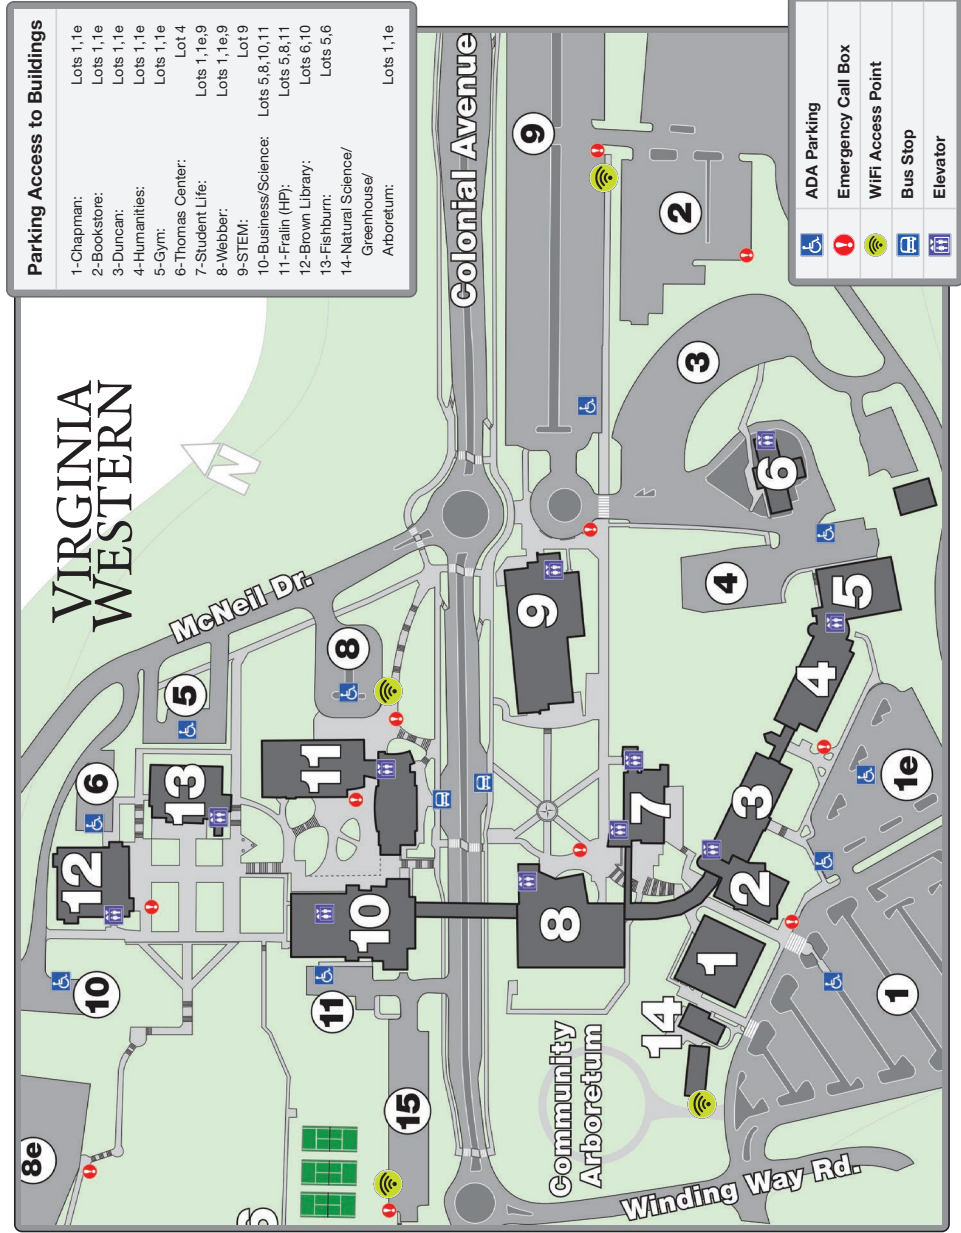 Parking Access to Buildings
1-Chapman: Lots 1,1e
2-Bookstore: Lots 1,1e
3-Duncan: Lots 1,1e
4-Humanities: Lots 1,1e
5-Gym: Lots 1,1e
6-Thomas Center: Lot 4
7-Student Life: Lots 1,1e,9
8-Webber: Lots 1,1e,9
9-STEM: Lot 9
10-Business/Science: Lots 5,8,10,11
11-Fralin (HP): Lots 5,8,11
12-Brown Library: Lots 6,10
13-Fishburn: Lots 5,6
14-Natural Science/
Greenhouse/
Arboretum: Lots 1,1e
VIRGINIA
WESTERN
N
McNeil Dr.
Colonial Avenue
9
2
3
ADA Parking
Emergency Call Box
WiFi Access Point
Bus Stop
Elevator
8
5
6
13
12
11
10
10
11
9
4
6
5
4
7
3
1e
8
2
1
14
1
15
8e
6
Community
Arboretum
Winding Way Rd.